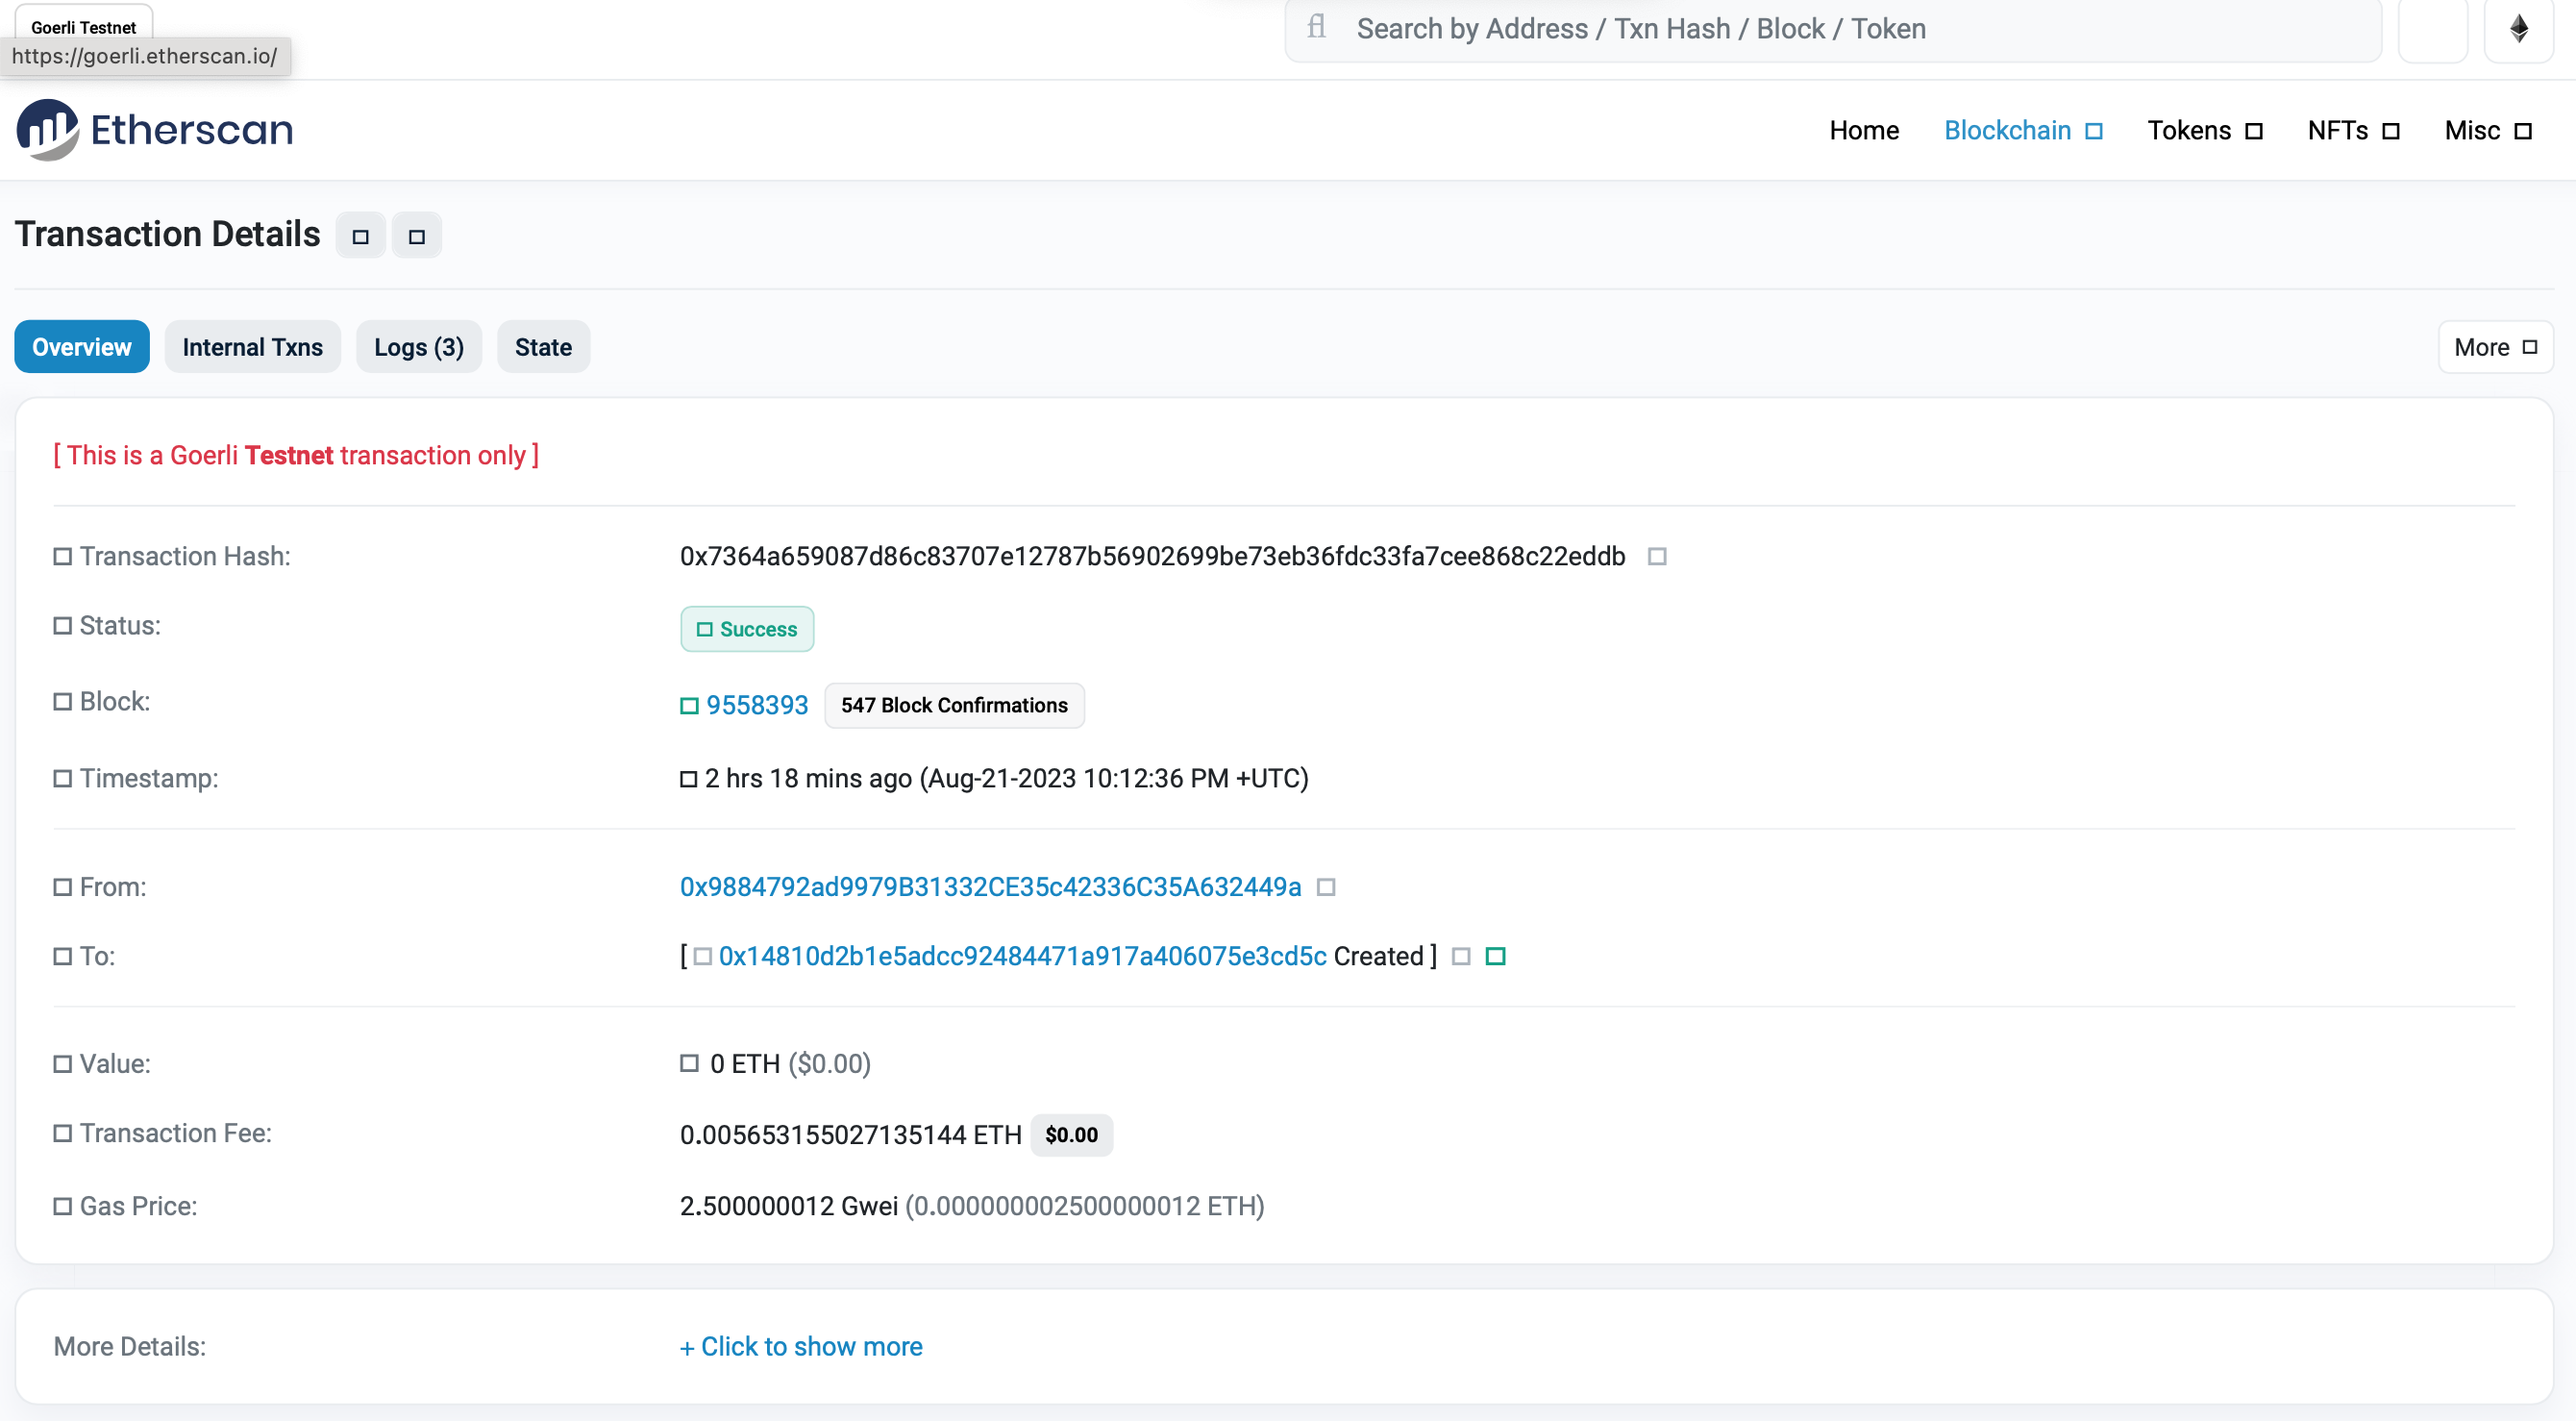 Goerli Testnet
https://goerli.etherscan.io/
Search by Address / Txn Hash / Block / Token
Etherscan
Home Blockchain Tokens NFTs Misc
Transaction Details
Overview Internal Txns Logs (3) State More
[ This is a Goerli Testnet transaction only ]
Transaction Hash: 0x7364a659087d86c83707e12787b56902699be73eb36fdc33fa7cee868c22eddb
Status: Success
Block: 9558393 547 Block Confirmations
Timestamp: 2 hrs 18 mins ago (Aug-21-2023 10:12:36 PM +UTC)
From: 0x9884792ad9979B31332CE35c42336C35A632449a
To: [ 0x14810d2b1e5adcc92484471a917a406075e3cd5c Created ]
Value: 0 ETH ($0.00)
Transaction Fee: 0.005653155027135144 ETH $0.00
Gas Price: 2.500000012 Gwei (0.000000002500000012 ETH)
More Details: + Click to show more